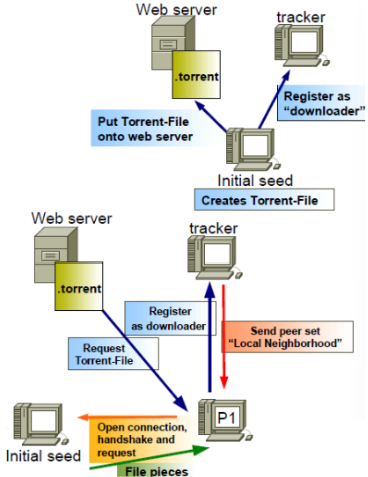 Web server
tracker
.torrent
Put Torrent-File
onto web server
Register as
“downloader”
Initial seed
Creates Torrent-File
Web server
tracker
.torrent
Register
as downloader
Request
Torrent-File
Send peer set
“Local Neighborhood”
P1
Initial seed
Open connection,
handshake and
request
File pieces